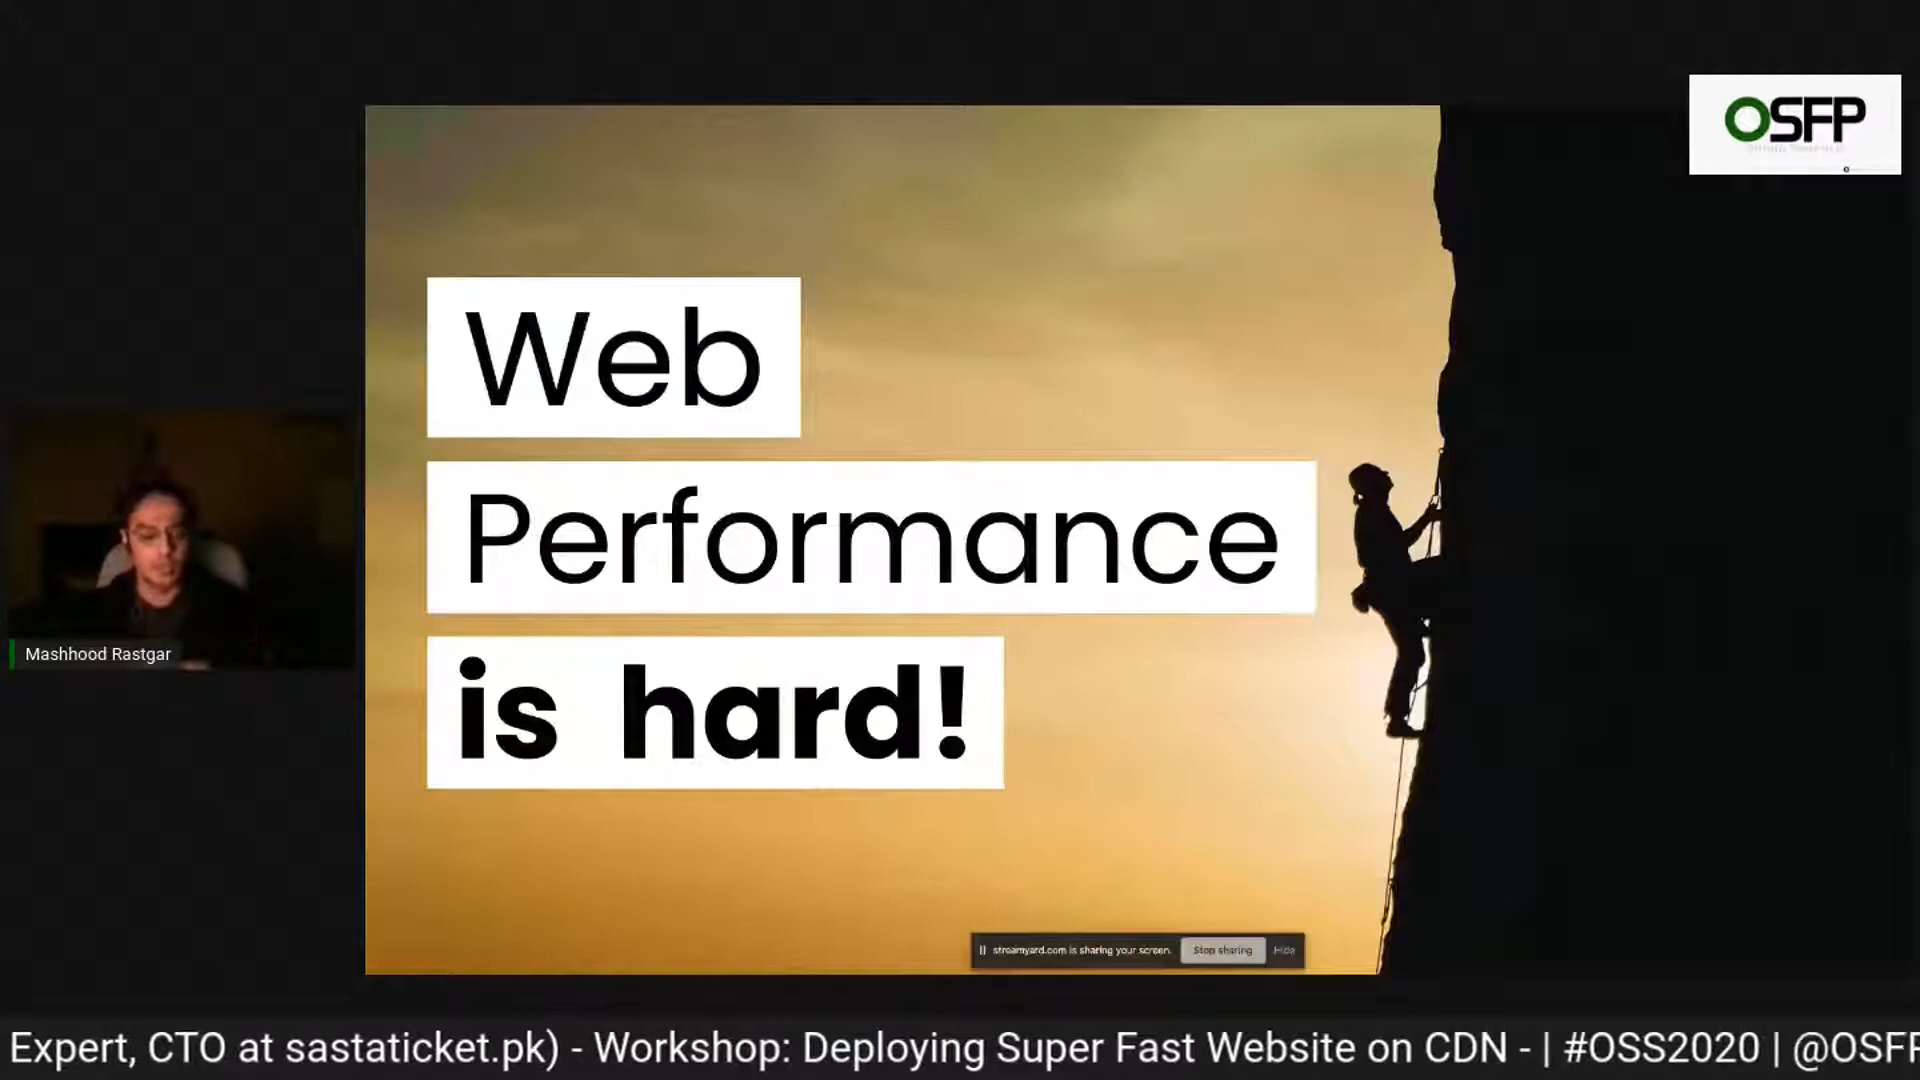 OSFP
Web
Performance
is hard!
Mashhood Rastgar
streamyard.com is sharing your screen.
Stop sharing
Hide
Expert, CTO at sastaticket.pk) - Workshop: Deploying Super Fast Website on CDN - | #OSS2020 | @OSFP